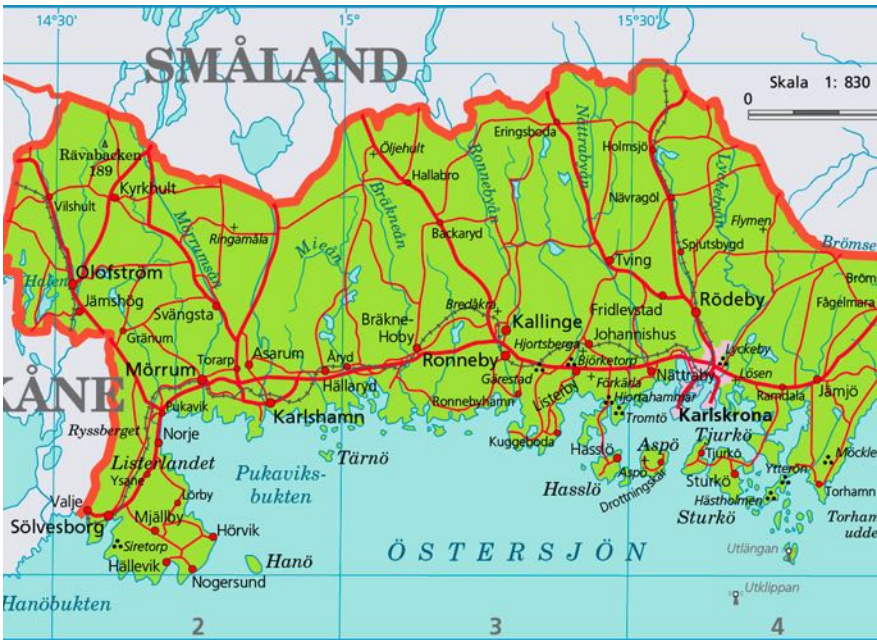 14°30'
15°
15°30'
SMÅLAND
Skala 1: 830
0
Rävabacken
189
Kyrkhult
Vilshult
Öljehult
Hallabro
Eringsboda
Nättrabyån
Holmsjö
Lyckebyån
Ronnebyån
Bräkneån
Mieån
Mörrumsån
Ringamåla
Backaryd
Nävragöl
Flymen
Spjutsbygd
Brömse
Tving
Halen
Olofström
Jämshög
Svängsta
Gränum
Bredåkra
Fridlevstad
Rödeby
Bröm
Fågelmara
Bräkne-
Hoby
Kallinge
Hjortsberga
Johannishus
Torarp
Asarum
Åryd
Ronneby
Björketorp
Lyckeby
Mörrum
Hällaryd
Gärestad
Förkärla
Nättraby
Lösen
KÅNE
Pukavik
Karlshamn
Ronnebyhamn
Listerby
Hjortahammar
Tromtö
Karlskrona
Ramdala
Jämjö
Ryssberget
Norje
Kuggeboda
Tjurkö
Listerlandet
Tärnö
Hasslö
Aspö
Tjurkö
Möckle
Ysane
Pukaviks-
bukten
Aspö
Drottningskär
Sturkö
Ytterön
Lörby
Hasslö
Hästholmen
Torhamn
Valje
Sölvesborg
Mjällby
Hörvik
Sturkö
Torham
udde
Siretorp
Hanö
ÖSTERSJÖN
Utlängan
Hällevik
Nogersund
Utklippan
Hanöbukten
2
3
4